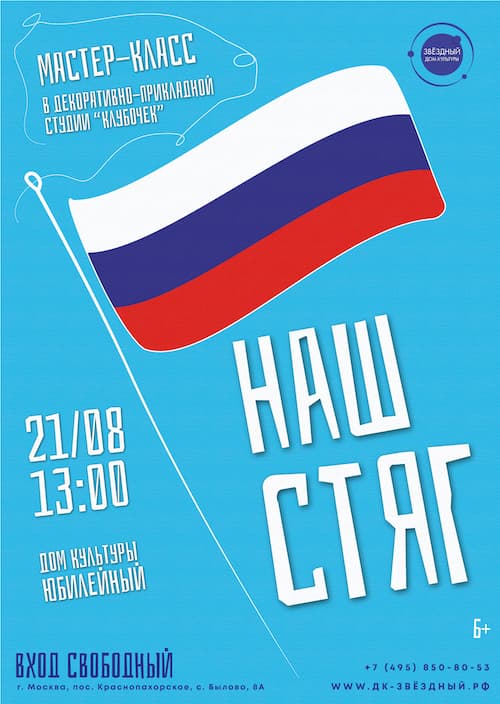 МАСТЕР-КЛАСС
В ДЕКОРАТИВНО-ПРИКЛАДНОЙ
СТУДИИ "КЛУБОЧЕК"
ЗВЁЗДНЫЙ
ДОМ КУЛЬТУРЫ
НАШ
СТЯГ
21/08
13:00
ДОМ КУЛЬТУРЫ
ЮБИЛЕЙНЫЙ
6+
ВХОД СВОБОДНЫЙ
г. Москва, пос. Краснопахорское, с. Былово, 8А
+7 (495) 850-80-53
WWW.ДК-ЗВЁЗДНЫЙ.РФ